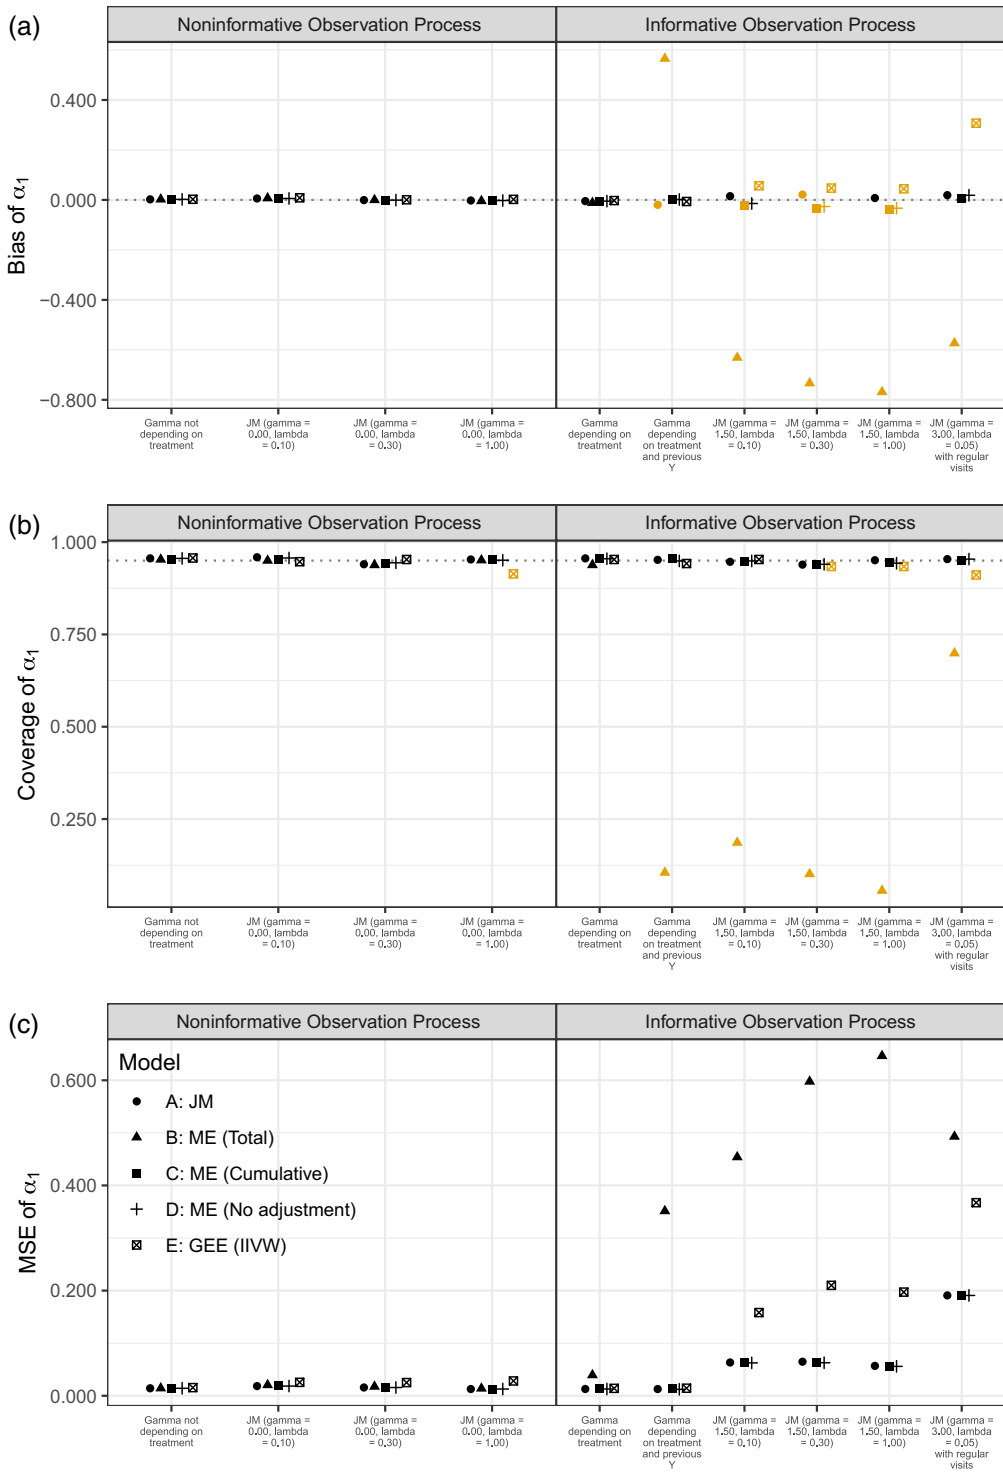 (a)
Noninformative Observation Process
Informative Observation Process
Bias of α1
0.400
0.000
−0.400
−0.800
Gamma not
depending on
treatment
JM (gamma =
0.00, lambda
= 0.10)
JM (gamma =
0.00, lambda
= 0.30)
JM (gamma =
0.00, lambda
= 1.00)
Gamma
depending on
treatment
Gamma
depending
on treatment
and previous
Y
JM (gamma =
1.50, lambda
= 0.10)
JM (gamma =
1.50, lambda
= 0.30)
JM (gamma =
1.50, lambda
= 1.00)
JM (gamma =
3.00, lambda
= 0.05)
with regular
visits
(b)
Noninformative Observation Process
Informative Observation Process
Coverage of α1
1.000
0.750
0.500
0.250
Gamma not
depending on
treatment
JM (gamma =
0.00, lambda
= 0.10)
JM (gamma =
0.00, lambda
= 0.30)
JM (gamma =
0.00, lambda
= 1.00)
Gamma
depending on
treatment
Gamma
depending
on treatment
and previous
Y
JM (gamma =
1.50, lambda
= 0.10)
JM (gamma =
1.50, lambda
= 0.30)
JM (gamma =
1.50, lambda
= 1.00)
JM (gamma =
3.00, lambda
= 0.05)
with regular
visits
(c)
Noninformative Observation Process
Informative Observation Process
MSE of α1
0.600
0.400
0.200
0.000
Model
A: JM
B: ME (Total)
C: ME (Cumulative)
D: ME (No adjustment)
E: GEE (IIVW)
Gamma not
depending on
treatment
JM (gamma =
0.00, lambda
= 0.10)
JM (gamma =
0.00, lambda
= 0.30)
JM (gamma =
0.00, lambda
= 1.00)
Gamma
depending on
treatment
Gamma
depending
on treatment
and previous
Y
JM (gamma =
1.50, lambda
= 0.10)
JM (gamma =
1.50, lambda
= 0.30)
JM (gamma =
1.50, lambda
= 1.00)
JM (gamma =
3.00, lambda
= 0.05)
with regular
visits